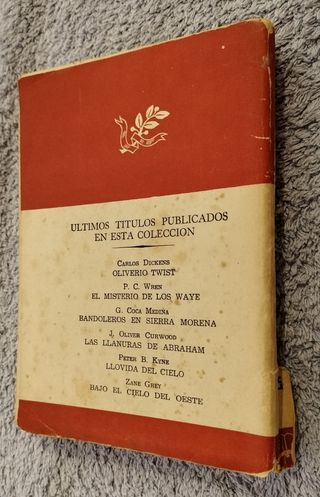 ULTIMOS TITULOS PUBLICADOS
EN ESTA COLECCION
CARLOS DICKENS
OLIVERIO TWIST
P. C. WREN
EL MISTERIO DE LOS WAYE
G. COCA MEDIÑA
BANDOLEROS EN SIERRA MORENA
J. OLIVER CURWOOD
LAS LLANURAS DE ABRAHAM
PETER B. KYNE
LLOVIDA DEL CIELO
ZANE GREY
BAJO EL CIELO DEL OESTE